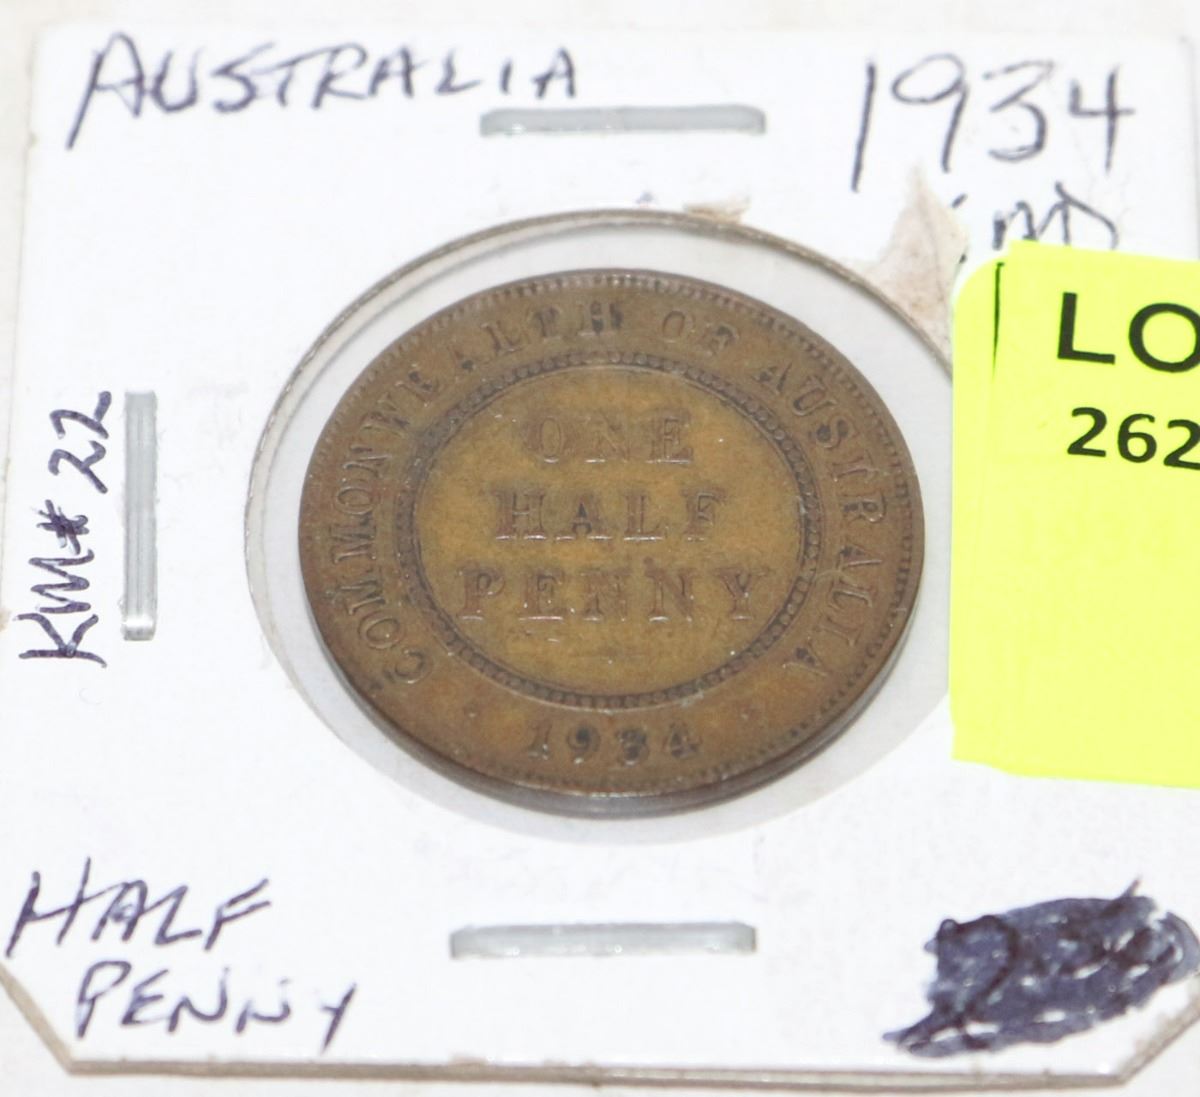 AUSTRALIA
1934
LO
262
KM# 22
COMMONWEALTH OF AUSTRALIA
ONE
HALF
PENNY
1934
HALF
PENNY